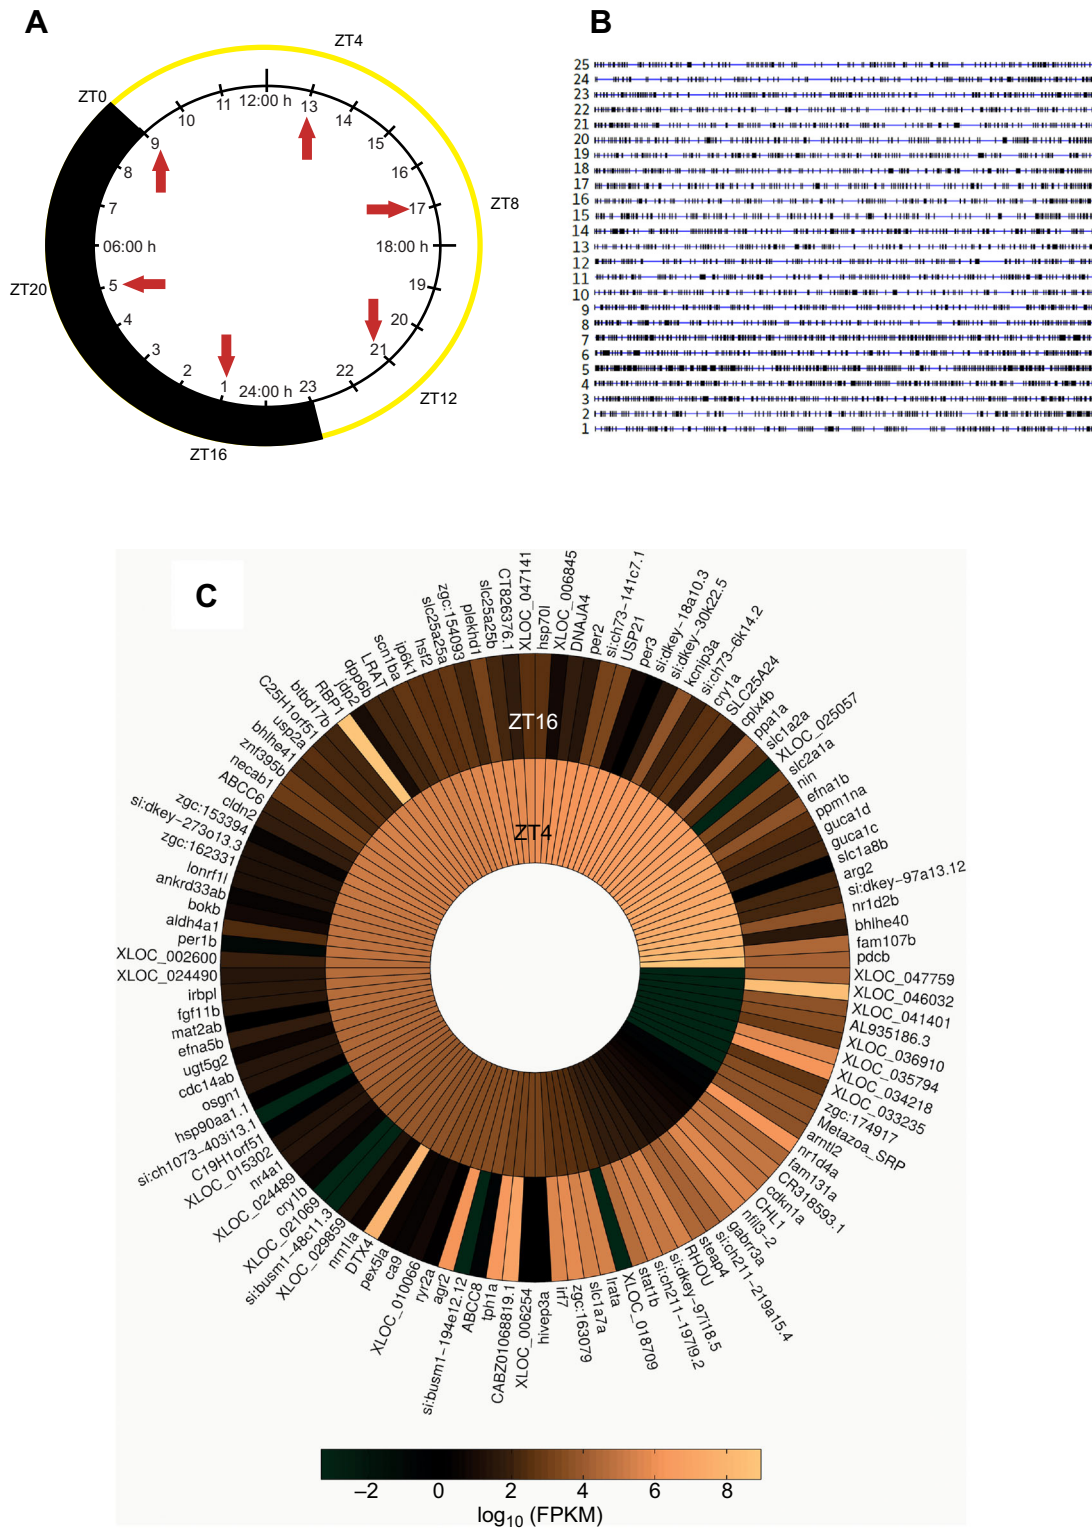 A
ZT4
ZT0
ZT8
ZT20
ZT12
ZT16
12:00 h
13
14
15
16
17
18:00 h
19
20
21
22
23
24:00 h
1
2
3
4
5
06:00 h
7
8
9
10
11
B
25
24
23
22
21
20
19
18
17
16
15
14
13
12
11
10
9
8
7
6
5
4
3
2
1
C
ZT16
ZT4
XLOC_047141
hsp70l
XLOC_006845
DNAJA4
per2
si:ch73-141c7.1
USP21
per3
si:dkey-18a10.3
si:dkey-30k22.5
kcnip3a
si:ch73-6k14.2
cry1a
SLC25A24
cplx4b
ppa1a
slc1a2a
XLOC_025057
slc2a1a
nin
efna1b
ppm1na
guca1d
guca1c
slc1a8b
arg2
si:dkey-97a13.12
nr1d2b
bhlhe40
fam107b
pdcb
XLOC_047759
XLOC_046032
XLOC_041401
AL935186.3
XLOC_036910
XLOC_035794
XLOC_034218
XLOC_033235
zgc:174917
Metazoa_SRP
arntl2
nr1d4a
fam131a
CR318593.1
cdkn1a
CHL1
nfil3-2
gabrr3a
si:ch211-219a15.4
steap4
RHOU
si:dkey-97i18.5
si:ch211-197l9.2
stat1b
XLOC_018709
lrata
slc1a7a
zgc:163079
irf7
hivep3a
XLOC_006254
CABZ01068819.1
tph1a
ABCC8
si:busm1-194e12.12
agr2
ryr2a
XLOC_010066
ca9
pex5la
DTX4
nrn1la
XLOC_029859
si:busm1-48c11.3
XLOC_021069
cry1b
XLOC_024489
nr4a1
XLOC_015302
C19H1orf51
si:ch1073-403i13.1
hsp90aa1.1
osgn1
cdc14ab
ugt5g2
efna5b
mat2ab
fgf11b
irbpl
XLOC_024490
XLOC_002600
per1b
aldh4a1
bokb
ankrd33ab
lonrf1l
zgc:162331
si:dkey-273o13.3
zgc:153394
cldn2
ABCC6
necab1
znf395b
bhlhe41
usp2a
C25H1orf51
btbd17b
RBP1
jdp2
dpp6b
LRAT
scn1ba
ip6k1
hsf2
slc25a25a
zgc:154093
plekhd1
slc25a25b
CT826376.1
−2
0
2
4
6
8
log10 (FPKM)